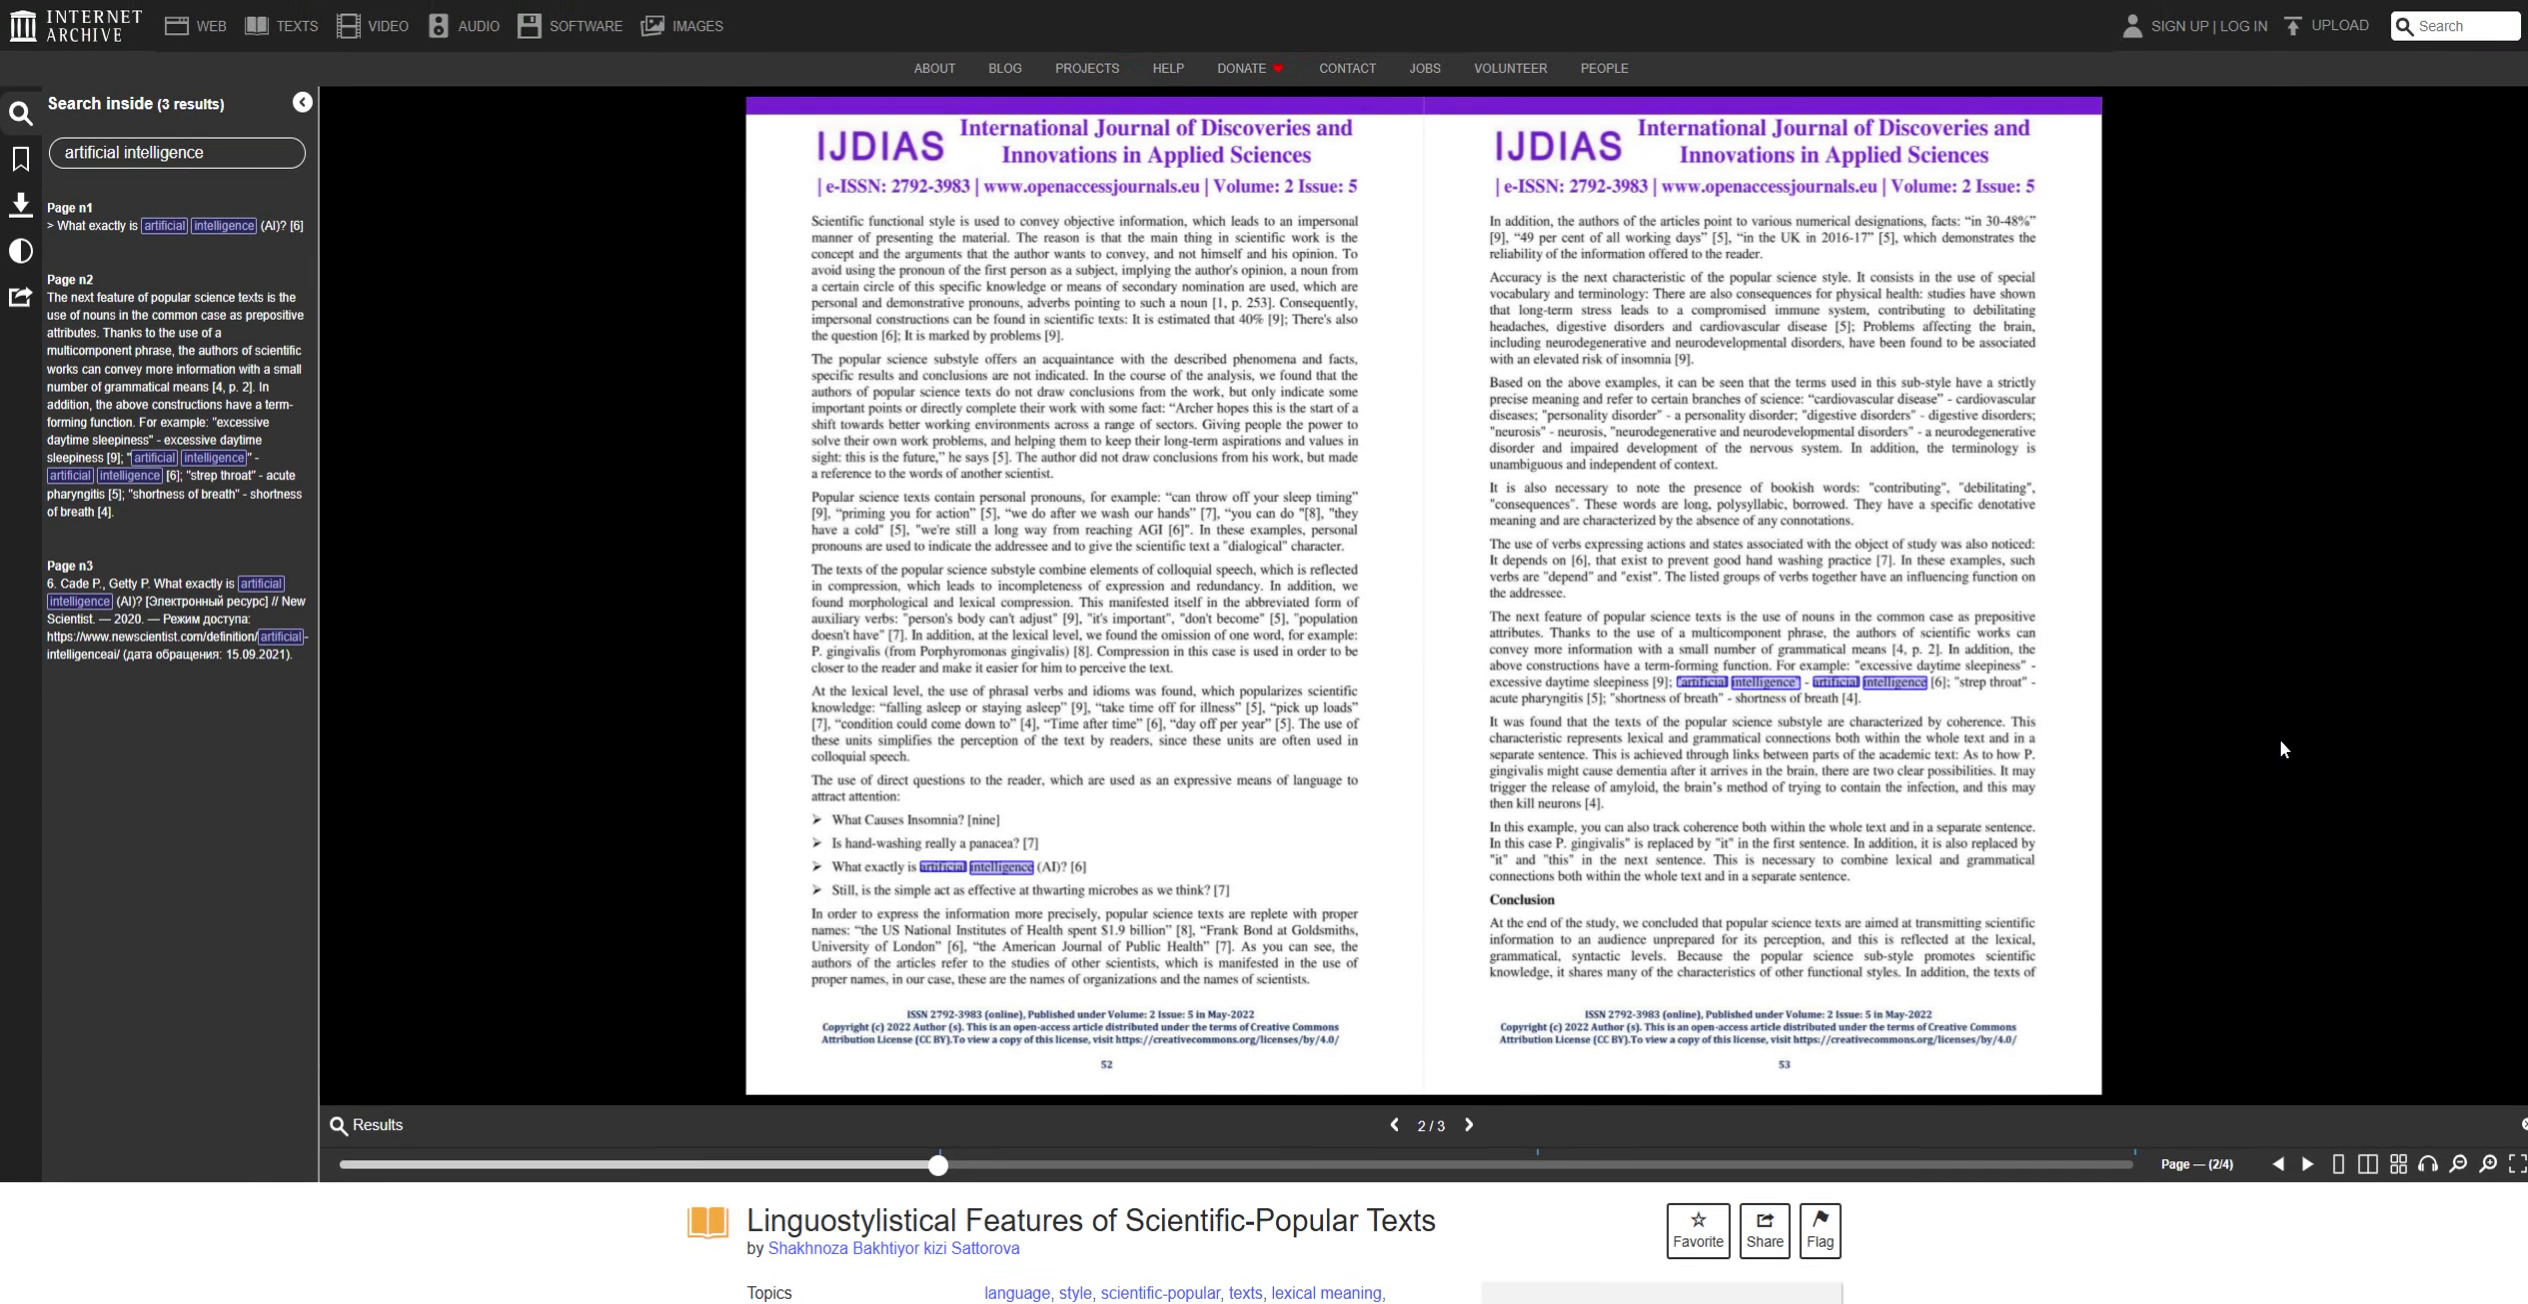 INTERNET ARCHIVE
WEB
TEXTS
VIDEO
AUDIO
SOFTWARE
IMAGES
SIGN UP | LOG IN
UPLOAD
Search
ABOUT
BLOG
PROJECTS
HELP
DONATE
CONTACT
JOBS
VOLUNTEER
PEOPLE
Search inside (3 results)
artificial intelligence
Page n1
> What exactly is artificial intelligence (AI)? [6]
Page n2
The next feature of popular science texts is the
use of nouns in the common case as prepositive
attributes. Thanks to the use of a
multicomponent phrase, the authors of scientific
works can convey more information with a small
number of grammatical means [4, p. 2]. In
addition, the above constructions have a term-
forming function. For example: "excessive
daytime sleepiness" - excessive daytime
sleepiness [9]; "artificial intelligence" -
artificial intelligence [6]; "strep throat" - acute
pharyngitis [5]; "shortness of breath" - shortness
of breath [4].
Page n3
6. Cade P., Getty P. What exactly is artificial
intelligence (AI)? [Электронный ресурс] // New
Scientist. — 2020. — Режим доступа:
https://www.newscientist.com/definition/artificial-
intelligenceai/ (дата обращения: 15.09.2021).
IJDIAS
International Journal of Discoveries and
Innovations in Applied Sciences
| e-ISSN: 2792-3983 | www.openaccessjournals.eu | Volume: 2 Issue: 5
Scientific functional style is used to convey objective information, which leads to an impersonal
manner of presenting the material. The reason is that the main thing in scientific work is the
concept and the arguments that the author wants to convey, and not himself and his opinion. To
avoid using the pronoun of the first person as a subject, implying the author's opinion, a noun from
a certain circle of this specific knowledge or means of secondary nomination are used, which are
personal and demonstrative pronouns, adverbs pointing to such a noun [1, p. 253]. Consequently,
impersonal constructions can be found in scientific texts: It is estimated that 40% [9]; There's also
the question [6]; It is marked by problems [9].
The popular science substyle offers an acquaintance with the described phenomena and facts,
specific results and conclusions are not indicated. In the course of the analysis, we found that the
authors of popular science texts do not draw conclusions from the work, but only indicate some
important points or directly complete their work with some fact: “Archer hopes this is the start of a
shift towards better working environments across a range of sectors. Giving people the power to
solve their own work problems, and helping them to keep their long-term aspirations and values in
sight: this is the future,” he says [5]. The author did not draw conclusions from his work, but made
a reference to the words of another scientist.
Popular science texts contain personal pronouns, for example: “can throw off your sleep timing”
[9], “priming you for action” [5], “we do after we wash our hands” [7], “you can do "[8], "they
have a cold" [5], "we're still a long way from reaching AGI [6]". In these examples, personal
pronouns are used to indicate the addressee and to give the scientific text a "dialogical" character.
The texts of the popular science substyle combine elements of colloquial speech, which is reflected
in compression, which leads to incompleteness of expression and redundancy. In addition, we
found morphological and lexical compression. This manifested itself in the abbreviated form of
auxiliary verbs: "person's body can't adjust" [9], "it's important", "don't become" [5], "population
doesn't have" [7]. In addition, at the lexical level, we found the omission of one word, for example:
P. gingivalis (from Porphyromonas gingivalis) [8]. Compression in this case is used in order to be
closer to the reader and make it easier for him to perceive the text.
At the lexical level, the use of phrasal verbs and idioms was found, which popularizes scientific
knowledge: “falling asleep or staying asleep” [9], “take time off for illness” [5], “pick up loads”
[7], “condition could come down to” [4], “Time after time” [6], “day off per year” [5]. The use of
these units simplifies the perception of the text by readers, since these units are often used in
colloquial speech.
The use of direct questions to the reader, which are used as an expressive means of language to
attract attention:
➢ What Causes Insomnia? [nine]
➢ Is hand-washing really a panacea? [7]
➢ What exactly is artificial intelligence (AI)? [6]
➢ Still, is the simple act as effective at thwarting microbes as we think? [7]
In order to express the information more precisely, popular science texts are replete with proper
names: “the US National Institutes of Health spent $1.9 billion” [8], “Frank Bond at Goldsmiths,
University of London” [6], “the American Journal of Public Health” [7]. As you can see, the
authors of the articles refer to the studies of other scientists, which is manifested in the use of
proper names, in our case, these are the names of organizations and the names of scientists.
ISSN 2792-3983 (online), Published under Volume: 2 Issue: 5 in May-2022
Copyright (c) 2022 Author (s). This is an open-access article distributed under the terms of Creative Commons
Attribution License (CC BY).To view a copy of this license, visit https://creativecommons.org/licenses/by/4.0/
52
IJDIAS
International Journal of Discoveries and
Innovations in Applied Sciences
| e-ISSN: 2792-3983 | www.openaccessjournals.eu | Volume: 2 Issue: 5
In addition, the authors of the articles point to various numerical designations, facts: “in 30-48%”
[9], “49 per cent of all working days” [5], “in the UK in 2016-17” [5], which demonstrates the
reliability of the information offered to the reader.
Accuracy is the next characteristic of the popular science style. It consists in the use of special
vocabulary and terminology: There are also consequences for physical health: studies have shown
that long-term stress leads to a compromised immune system, contributing to debilitating
headaches, digestive disorders and cardiovascular disease [5]; Problems affecting the brain,
including neurodegenerative and neurodevelopmental disorders, have been found to be associated
with an elevated risk of insomnia [9].
Based on the above examples, it can be seen that the terms used in this sub-style have a strictly
precise meaning and refer to certain branches of science: “cardiovascular disease” - cardiovascular
diseases; "personality disorder" - a personality disorder; "digestive disorders" - digestive disorders;
"neurosis" - neurosis, "neurodegenerative and neurodevelopmental disorders" - a neurodegenerative
disorder and impaired development of the nervous system. In addition, the terminology is
unambiguous and independent of context.
It is also necessary to note the presence of bookish words: "contributing", "debilitating",
"consequences". These words are long, polysyllabic, borrowed. They have a specific denotative
meaning and are characterized by the absence of any connotations.
The use of verbs expressing actions and states associated with the object of study was also noticed:
It depends on [6], that exist to prevent good hand washing practice [7]. In these examples, such
verbs are "depend" and "exist". The listed groups of verbs together have an influencing function on
the addressee.
The next feature of popular science texts is the use of nouns in the common case as prepositive
attributes. Thanks to the use of a multicomponent phrase, the authors of scientific works can
convey more information with a small number of grammatical means [4, p. 2]. In addition, the
above constructions have a term-forming function. For example: "excessive daytime sleepiness" -
excessive daytime sleepiness [9]; "artificial intelligence" - artificial intelligence [6]; "strep throat" -
acute pharyngitis [5]; "shortness of breath" - shortness of breath [4].
It was found that the texts of the popular science substyle are characterized by coherence. This
characteristic represents lexical and grammatical connections both within the whole text and in a
separate sentence. This is achieved through links between parts of the academic text: As to how P.
gingivalis might cause dementia after it arrives in the brain, there are two clear possibilities. It may
trigger the release of amyloid, the brain’s method of trying to contain the infection, and this may
then kill neurons [4].
In this example, you can also track coherence both within the whole text and in a separate sentence.
In this case P. gingivalis" is replaced by "it" in the first sentence. In addition, it is also replaced by
"it" and "this" in the next sentence. This is necessary to combine lexical and grammatical
connections both within the whole text and in a separate sentence.
Conclusion
At the end of the study, we concluded that popular science texts are aimed at transmitting scientific
information to an audience unprepared for its perception, and this is reflected at the lexical,
grammatical, syntactic levels. Because the popular science sub-style promotes scientific
knowledge, it shares many of the characteristics of other functional styles. In addition, the texts of
ISSN 2792-3983 (online), Published under Volume: 2 Issue: 5 in May-2022
Copyright (c) 2022 Author (s). This is an open-access article distributed under the terms of Creative Commons
Attribution License (CC BY).To view a copy of this license, visit https://creativecommons.org/licenses/by/4.0/
53
Results
2 / 3
Page — (2/4)
Linguostylistical Features of Scientific-Popular Texts
by Shakhnoza Bakhtiyor kizi Sattorova
Favorite
Share
Flag
Topics
language, style, scientific-popular, texts, lexical meaning,